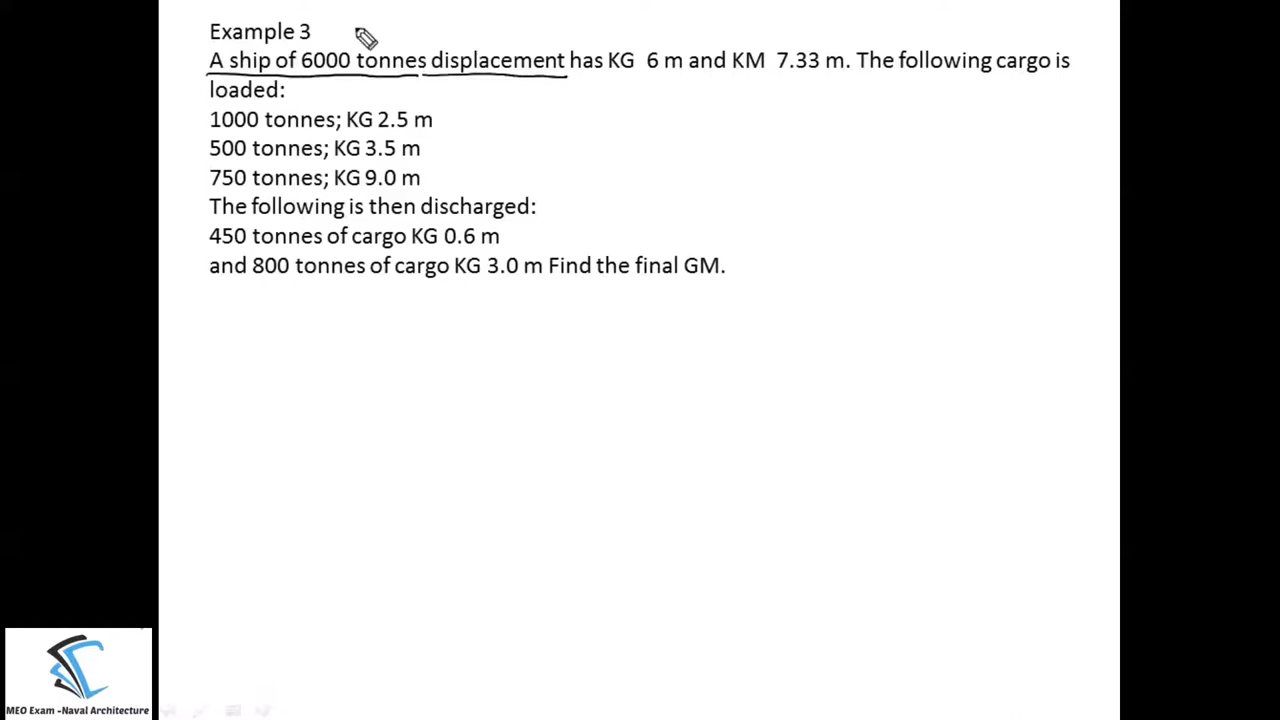 Example 3
A ship of 6000 tonnes displacement has KG 6 m and KM 7.33 m. The following cargo is
loaded:
1000 tonnes; KG 2.5 m
500 tonnes; KG 3.5 m
750 tonnes; KG 9.0 m
The following is then discharged:
450 tonnes of cargo KG 0.6 m
and 800 tonnes of cargo KG 3.0 m Find the final GM.
MEO Exam -Naval Architecture